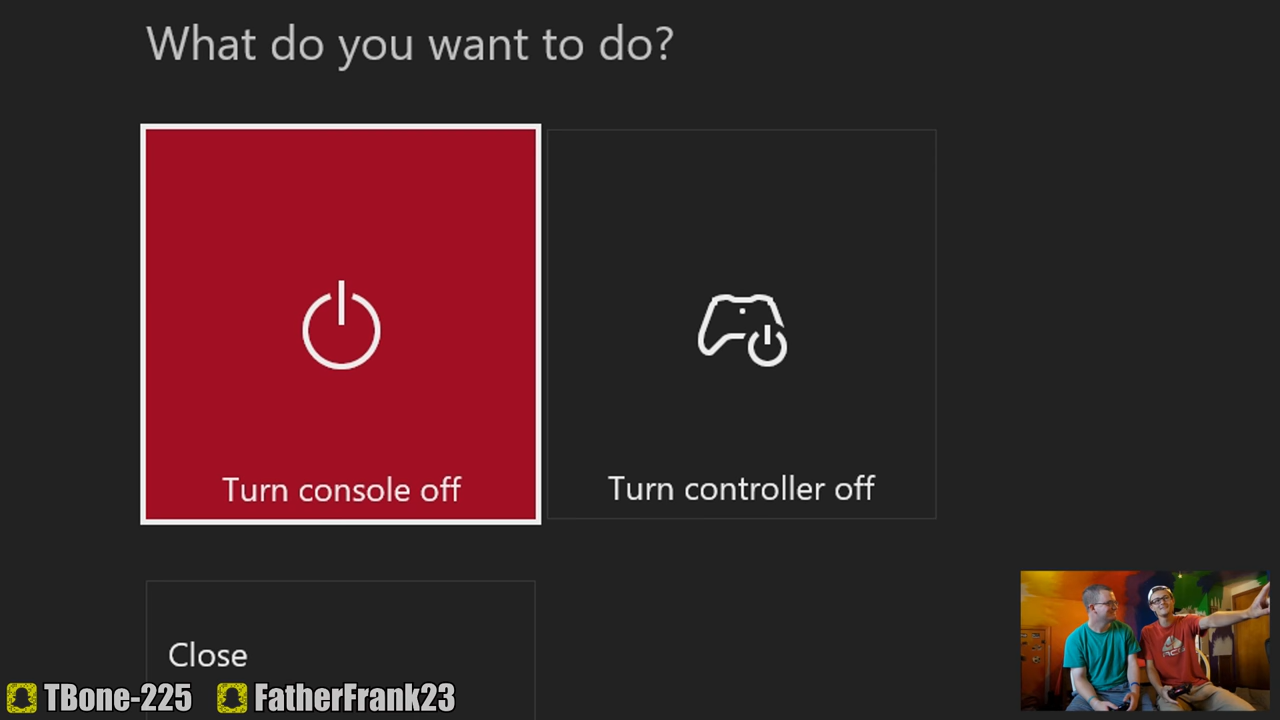 What do you want to do?
Turn console off
Turn controller off
Close
TBone-225 FatherFrank23